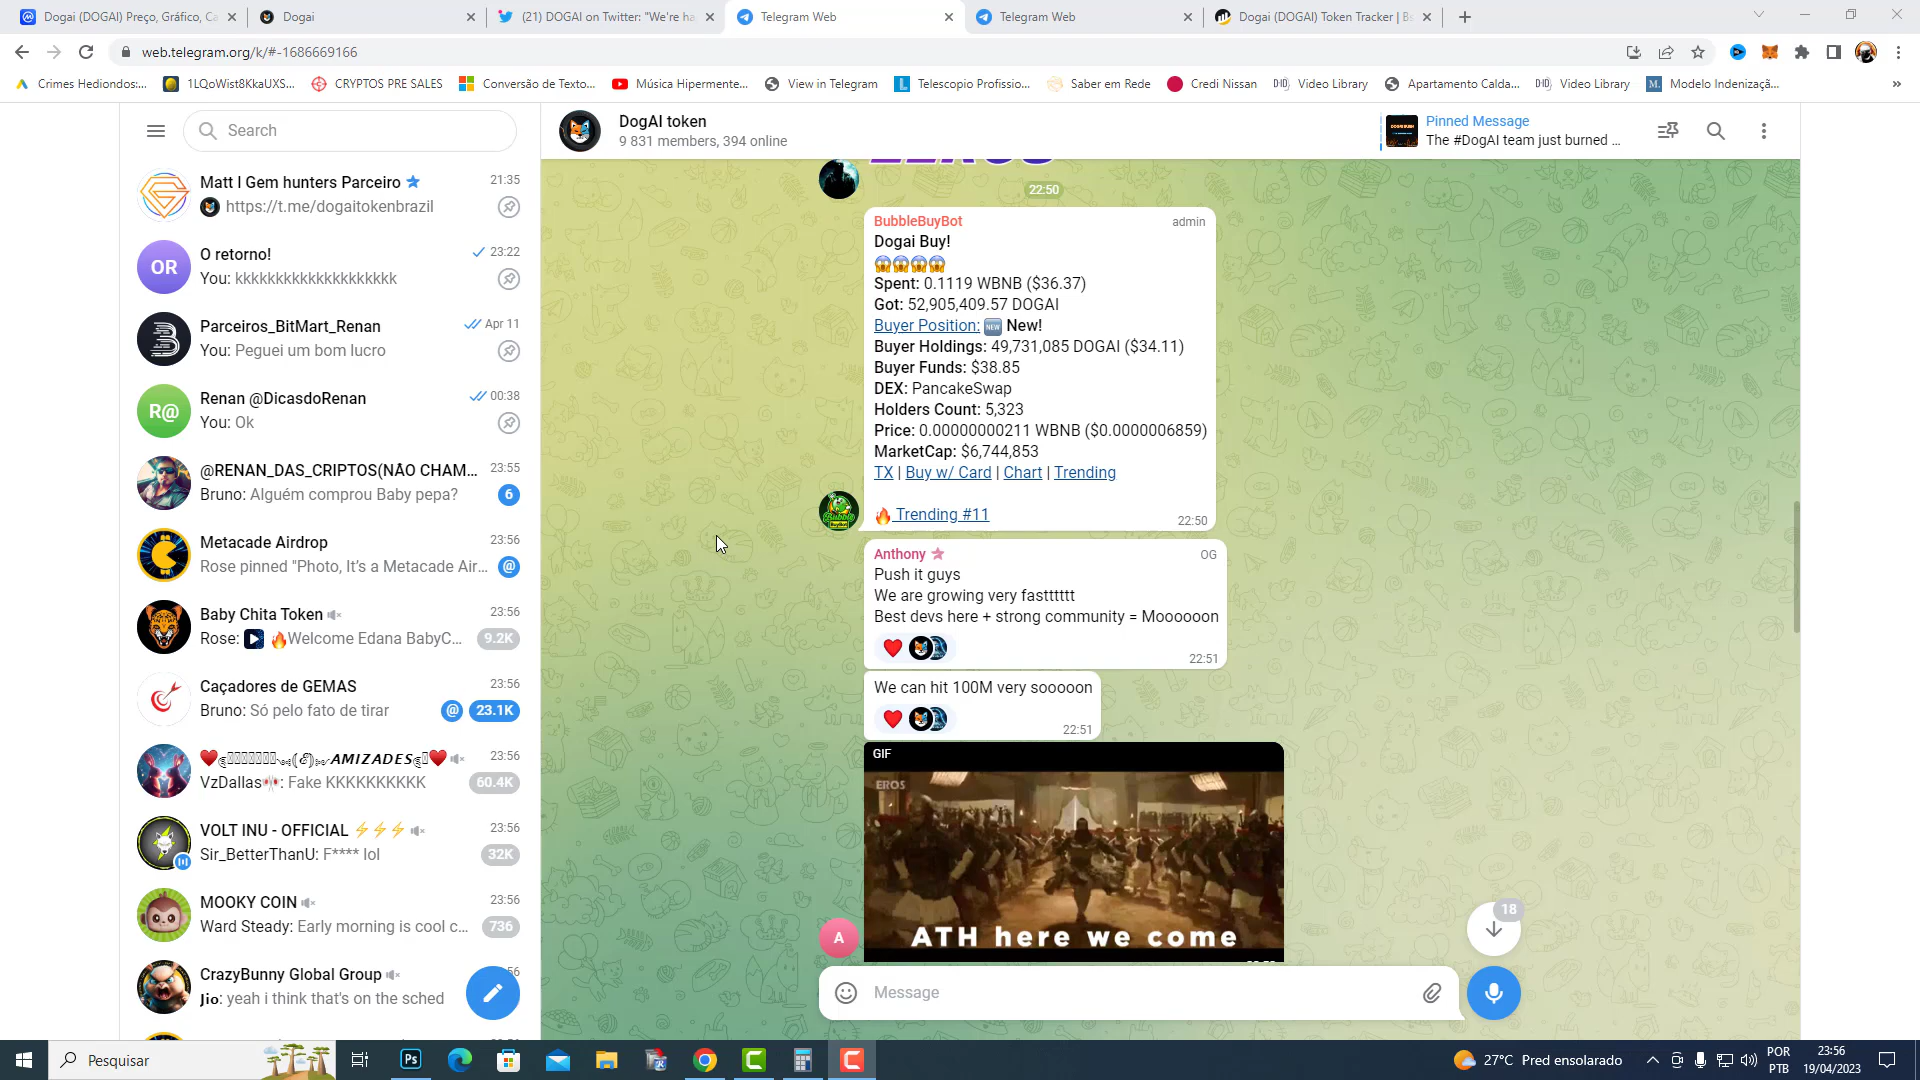 Dogai (DOGAI) Preço, Gráfico, Ca
Dogai
(21) DOGAI on Twitter: "We're ha
Telegram Web
Telegram Web
Dogai (DOGAI) Token Tracker | Bs
web.telegram.org/k/#-1686669166
Crimes Hediondos:...
1LQoWist8KkaUXS...
CRYPTOS PRE SALES
Conversão de Texto...
Música Hipermente...
View in Telegram
Telescopio Profissio...
Saber em Rede
Credi Nissan
Video Library
Apartamento Calda...
Video Library
Modelo Indenizaçã...
Search
Matt I Gem hunters Parceiro
21:35
https://t.me/dogaitokenbrazil
OR
O retorno!
23:22
You: kkkkkkkkkkkkkkkkkkkk
Parceiros_BitMart_Renan
Apr 11
You: Peguei um bom lucro
R@
Renan @DicasdoRenan
00:38
You: Ok
@RENAN_DAS_CRIPTOS(NÃO CHAM...
23:55
Bruno: Alguém comprou Baby pepa?
6
Metacade Airdrop
23:56
Rose pinned "Photo, It's a Metacade Air...
@
Baby Chita Token
23:56
Rose: 🔥Welcome Edana BabyC...
9.2K
Caçadores de GEMAS
23:56
Bruno: Só pelo fato de tirar
@
23.1K
AMIZADES
23:56
VzDallas: Fake KKKKKKKKKK
60.4K
VOLT INU - OFFICIAL ⚡⚡⚡
23:56
Sir_BetterThanU: F**** lol
32K
MOOKY COIN
23:56
Ward Steady: Early morning is cool c...
736
CrazyBunny Global Group
56
Jio: yeah i think that's on the sched
DogAI token
9 831 members, 394 online
Pinned Message
The #DogAI team just burned ...
22:50
BubbleBuyBot
admin
Dogai Buy!
😱😱😱😱
Spent: 0.1119 WBNB ($36.37)
Got: 52,905,409.57 DOGAI
Buyer Position: 🆕 New!
Buyer Holdings: 49,731,085 DOGAI ($34.11)
Buyer Funds: $38.85
DEX: PancakeSwap
Holders Count: 5,323
Price: 0.00000000211 WBNB ($0.0000006859)
MarketCap: $6,744,853
TX | Buy w/ Card | Chart | Trending
🔥 Trending #11
22:50
Anthony
OG
Push it guys
We are growing very fastttttt
Best devs here + strong community = Moooooon
22:51
We can hit 100M very sooooon
22:51
GIF
EROS
ATH here we come
A
18
Message
Pesquisar
Ps
27°C Pred ensolarado
POR
PTB
23:56
19/04/2023